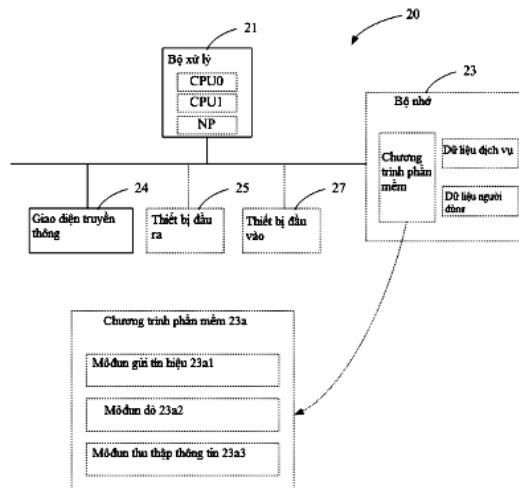 20
21
Bộ xử lý
CPU0
CPU1
NP
23
Bộ nhớ
Chương
trình phần
mềm
Dữ liệu dịch vụ
Dữ liệu người
dùng
24
Giao diện truyền
thông
25
Thiết bị đầu
ra
27
Thiết bị đầu
vào
Chương trình phần mềm 23a
Môđun gửi tín hiệu 23a1
Môđun dò 23a2
Môđun thu thập thông tin 23a3